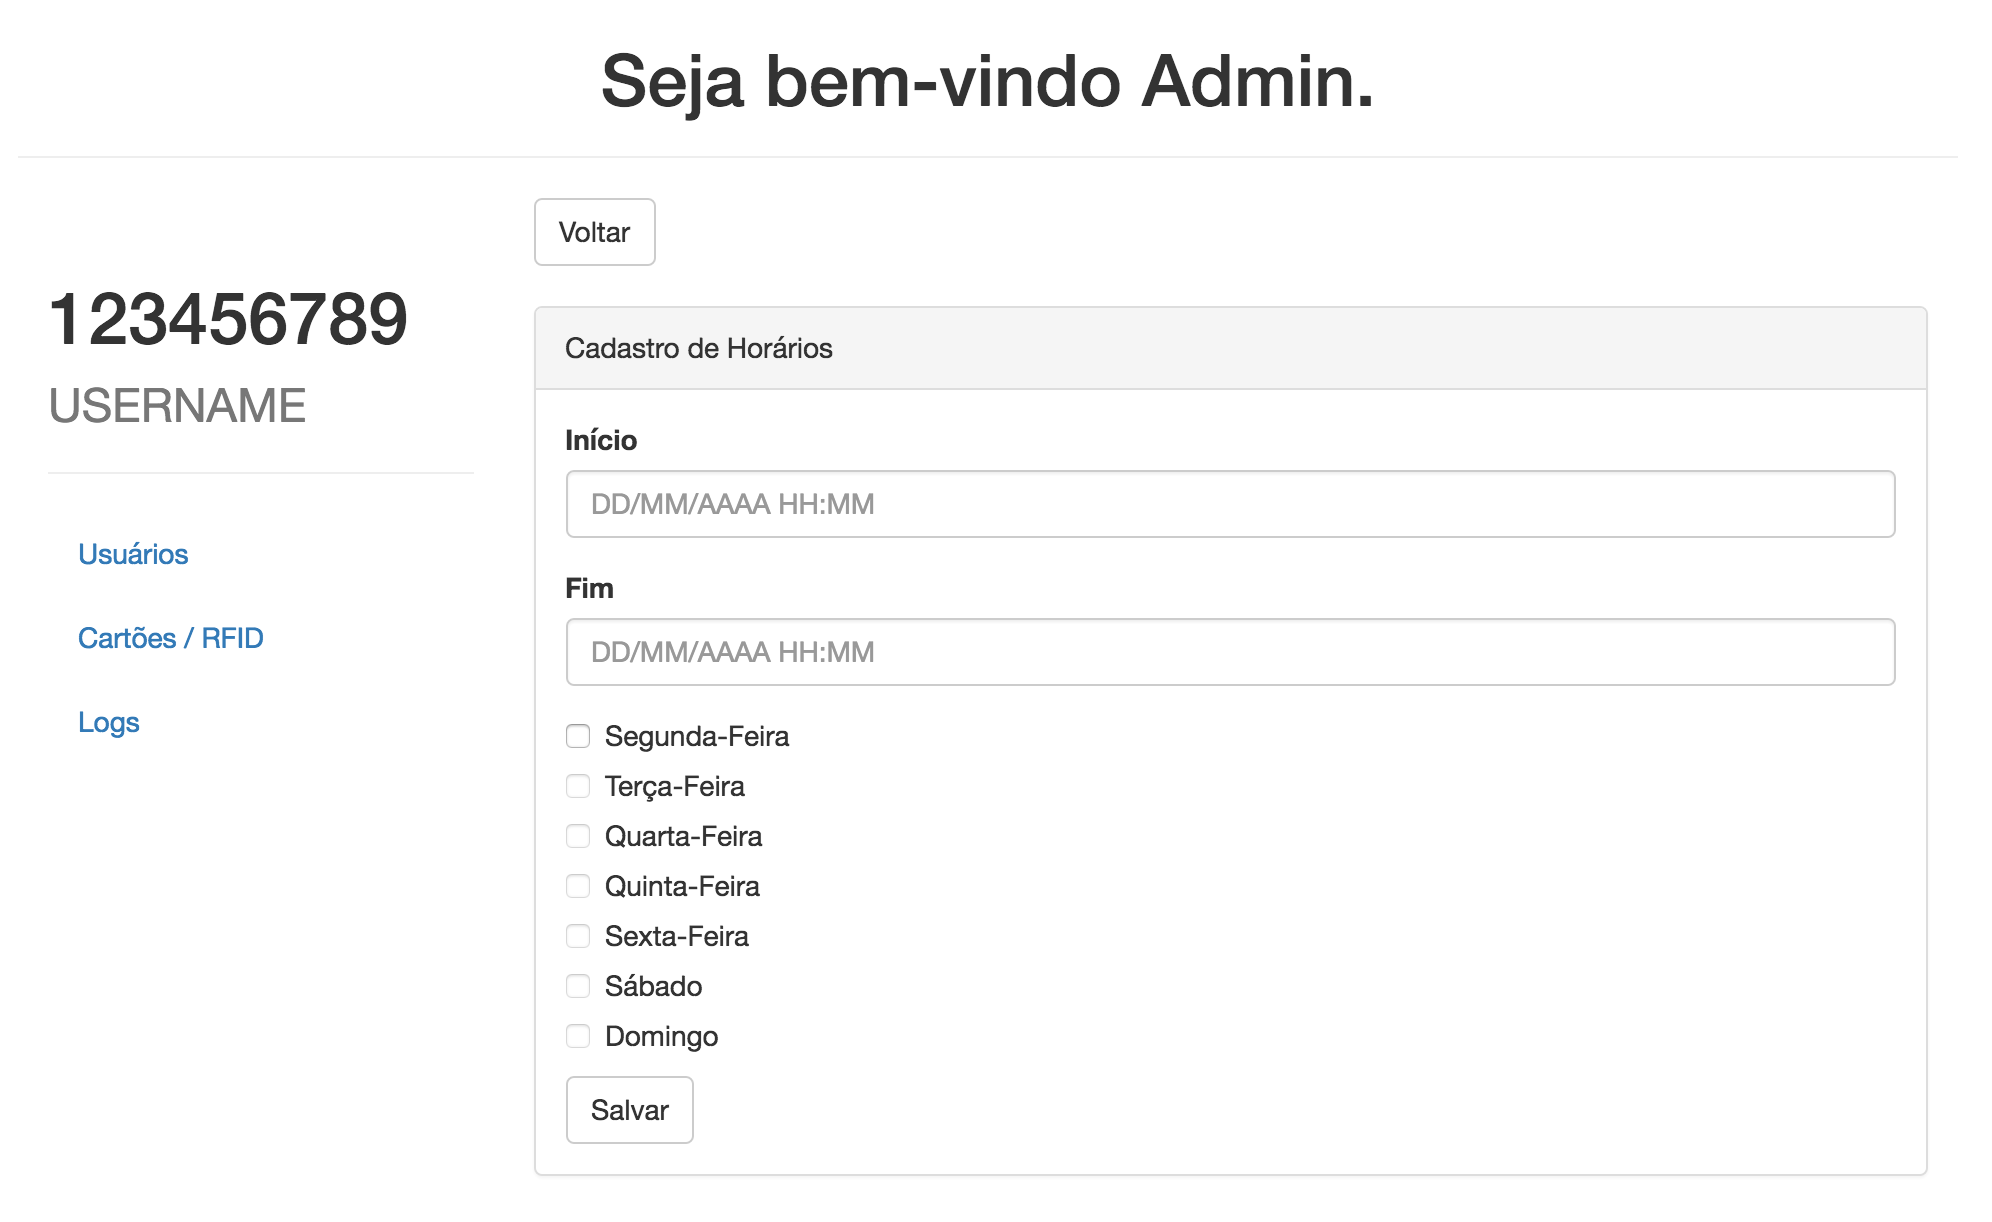 Seja bem-vindo Admin.
123456789
USERNAME
Usuários
Cartões / RFID
Logs
Voltar
Cadastro de Horários
Início
DD/MM/AAAA HH:MM
Fim
DD/MM/AAAA HH:MM
Segunda-Feira
Terça-Feira
Quarta-Feira
Quinta-Feira
Sexta-Feira
Sábado
Domingo
Salvar